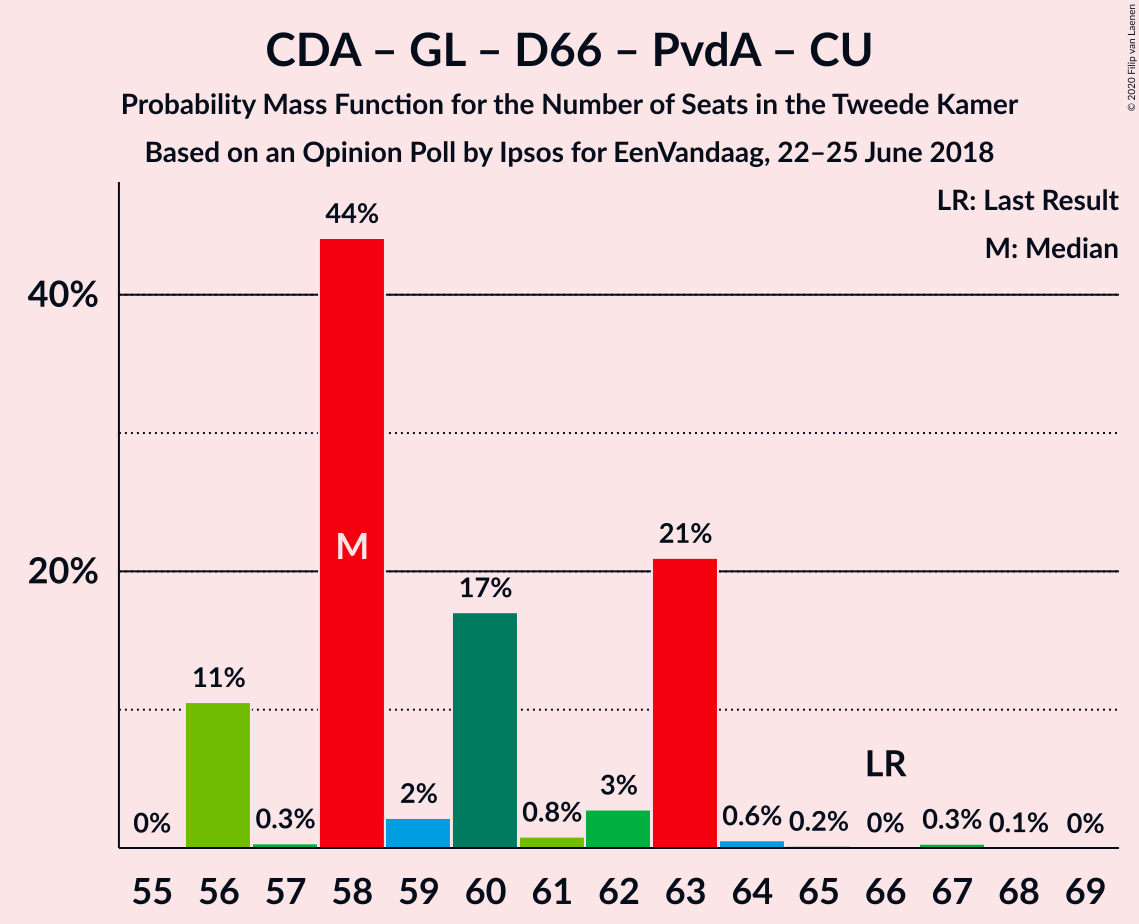 CDA – GL – D66 – PvdA – CU
Probability Mass Function for the Number of Seats in the Tweede Kamer
Based on an Opinion Poll by Ipsos for EenVandaag, 22–25 June 2018
© 2020 Filip van Laenen
LR: Last Result
M: Median
40%
20%
0%
11%
0.3%
44%
M
2%
17%
0.8%
3%
21%
0.6%
0.2%
LR
0%
0.3%
0.1%
0%
55 56 57 58 59 60 61 62 63 64 65 66 67 68 69